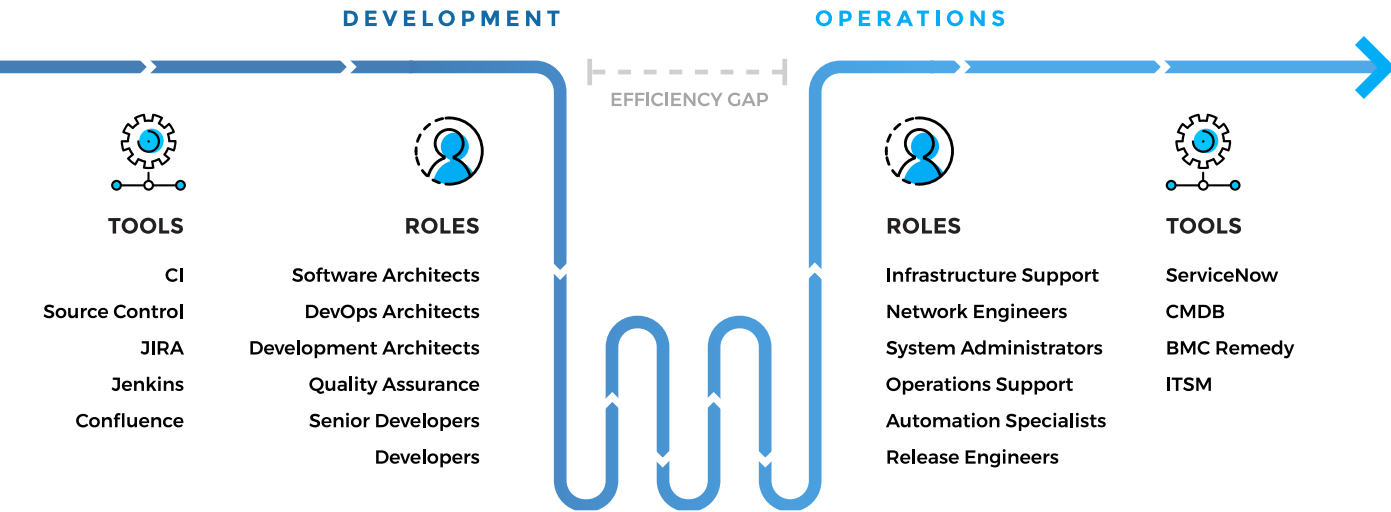 DEVELOPMENT
OPERATIONS
EFFICIENCY GAP
TOOLS
CI
Source Control
JIRA
Jenkins
Confluence
ROLES
Software Architects
DevOps Architects
Development Architects
Quality Assurance
Senior Developers
Developers
ROLES
Infrastructure Support
Network Engineers
System Administrators
Operations Support
Automation Specialists
Release Engineers
TOOLS
ServiceNow
CMDB
BMC Remedy
ITSM